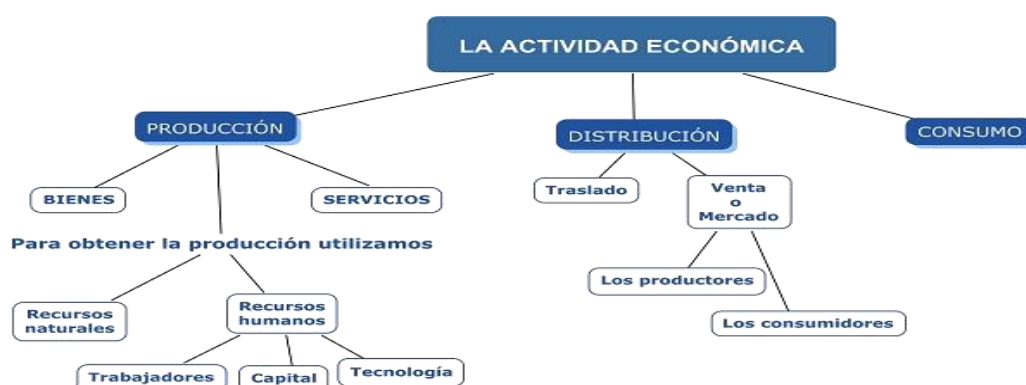 LA ACTIVIDAD ECONÓMICA
PRODUCCIÓN
DISTRIBUCIÓN
CONSUMO
BIENES
SERVICIOS
Traslado
Venta
o
Mercado
Para obtener la producción utilizamos
Los productores
Recursos
naturales
Recursos
humanos
Los consumidores
Trabajadores
Capital
Tecnología